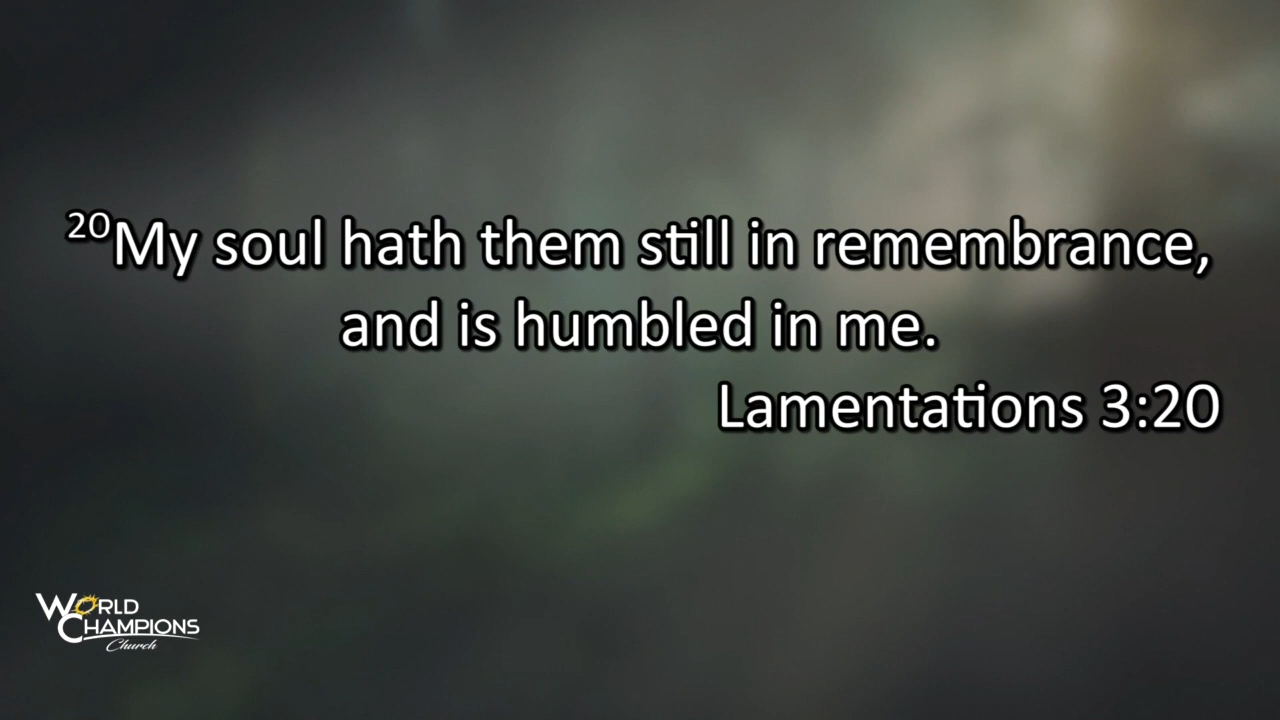 20My soul hath them still in remembrance,
and is humbled in me.
Lamentations 3:20
WORLD
CHAMPIONS
Church